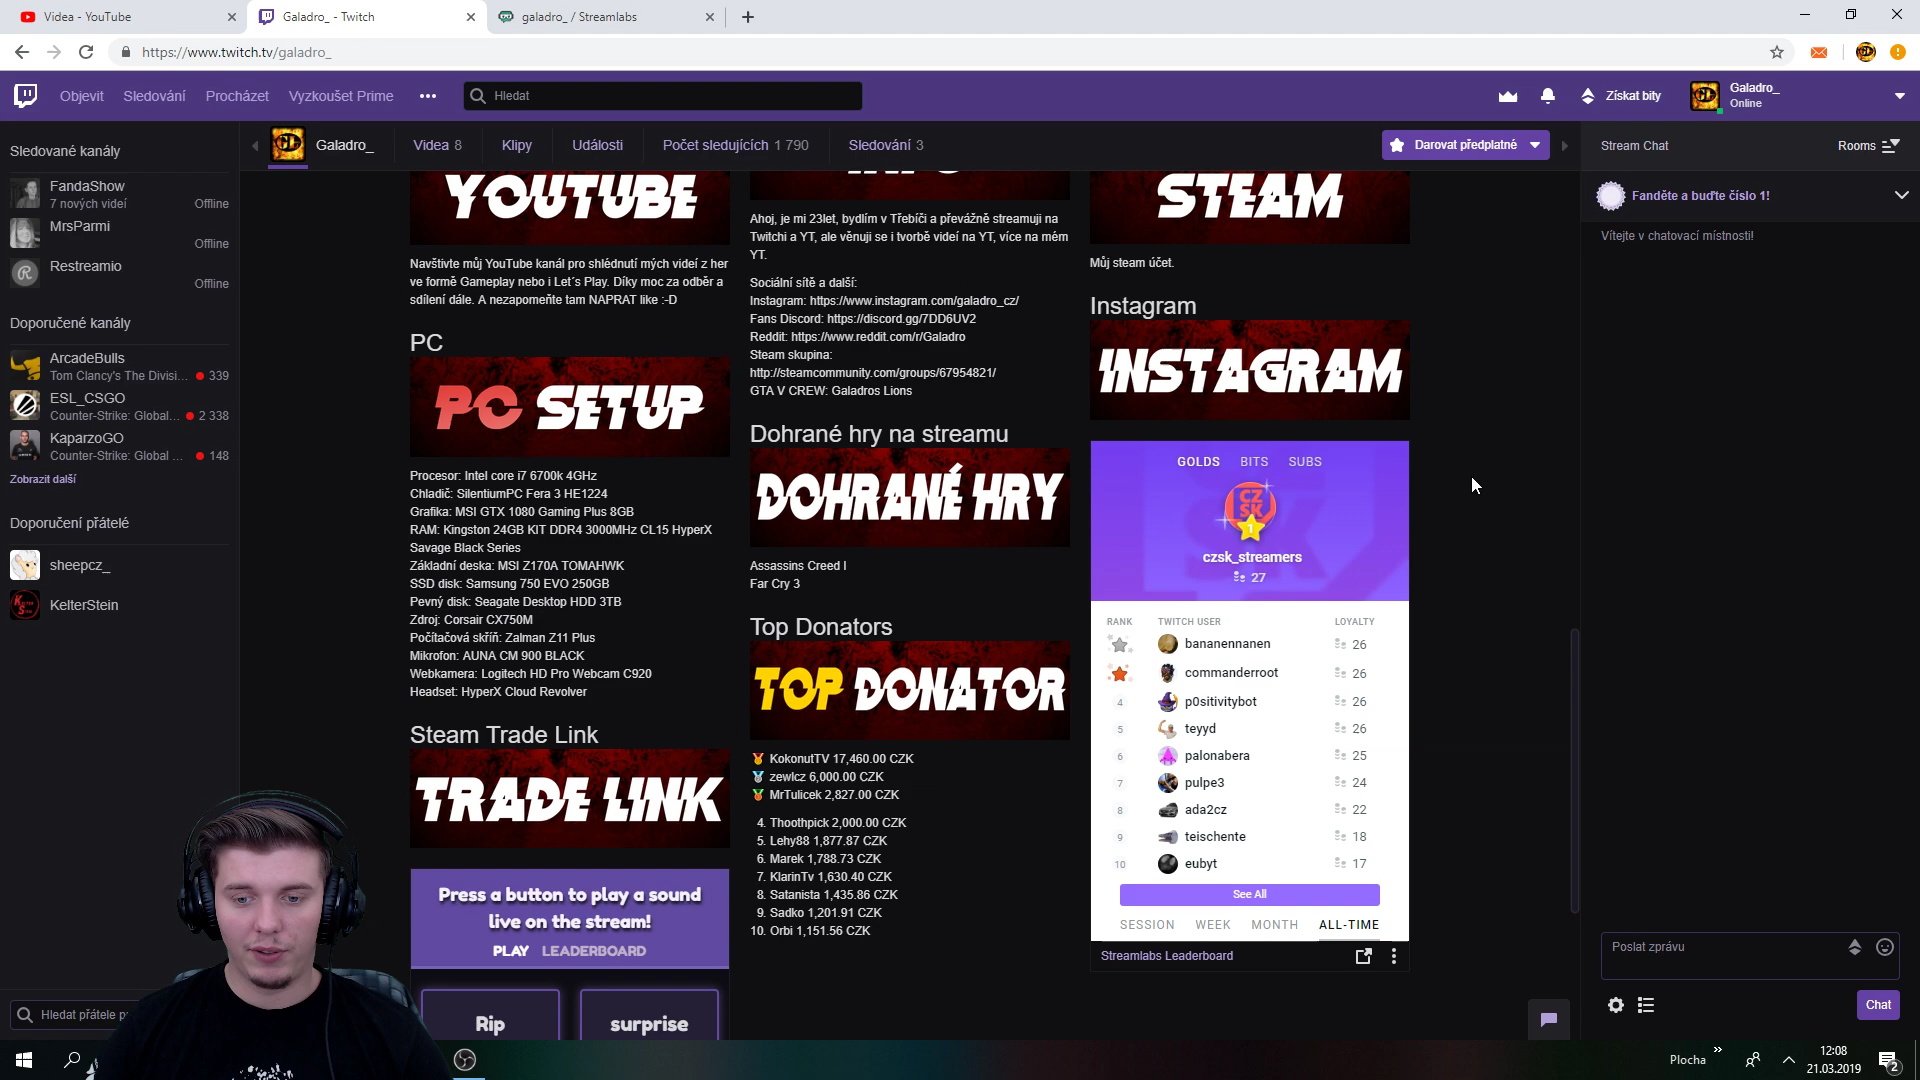 Videa - YouTube
Galadro_ - Twitch
galadro_ / Streamlabs
https://www.twitch.tv/galadro_
Objevit
Sledování
Procházet
Vyzkoušet Prime
Hledat
Získat bity
Galadro_
Online
Sledované kanály
FandaShow
7 nových videí
Offline
MrsParmi
Offline
Restreamio
Offline
Doporučené kanály
ArcadeBulls
Tom Clancy's The Divisi...
339
ESL_CSGO
Counter-Strike: Global...
2 338
KaparzoGO
Counter-Strike: Global ...
148
Zobrazit další
Doporučení přátelé
sheepcz_
KelterStein
Galadro_
Videa 8
Klipy
Události
Počet sledujících 1 790
Sledování 3
Darovat předplatné
YOUTUBE
Navštivte můj YouTube kanál pro shlédnutí mých videí z her
ve formě Gameplay nebo i Let´s Play. Díky moc za odběr a
sdílení dále. A nezapomeňte tam NAPRAT like :-D
PC
PC SETUP
Procesor: Intel core i7 6700k 4GHz
Chladič: SilentiumPC Fera 3 HE1224
Grafika: MSI GTX 1080 Gaming Plus 8GB
RAM: Kingston 24GB KIT DDR4 3000MHz CL15 HyperX
Savage Black Series
Základní deska: MSI Z170A TOMAHWK
SSD disk: Samsung 750 EVO 250GB
Pevný disk: Seagate Desktop HDD 3TB
Zdroj: Corsair CX750M
Počítačová skříň: Zalman Z11 Plus
Mikrofon: AUNA CM 900 BLACK
Webkamera: Logitech HD Pro Webcam C920
Headset: HyperX Cloud Revolver
Steam Trade Link
TRADE LINK
Press a button to play a sound
live on the stream!
PLAY LEADERBOARD
Rip
surprise
Ahoj, je mi 23let, bydlím v Třebíči a převážně streamuji na
Twitchi a YT, ale věnuji se i tvorbě videí na YT, více na mém
YT.
Sociální sítě a další:
Instagram: https://www.instagram.com/galadro_cz/
Fans Discord: https://discord.gg/7DD6UV2
Reddit: https://www.reddit.com/r/Galadro
Steam skupina:
http://steamcommunity.com/groups/67954821/
GTA V CREW: Galadros Lions
Dohrané hry na streamu
DOHRANÉ HRY
Assassins Creed I
Far Cry 3
Top Donators
TOP DONATOR
KokonutTV 17,460.00 CZK
zewlcz 6,000.00 CZK
MrTulicek 2,827.00 CZK
4. Thoothpick 2,000.00 CZK
5. Lehy88 1,877.87 CZK
6. Marek 1,788.73 CZK
7. KlarinTv 1,630.40 CZK
8. Satanista 1,435.86 CZK
9. Sadko 1,201.91 CZK
10. Orbi 1,151.56 CZK
STEAM
Můj steam účet.
Instagram
INSTAGRAM
GOLDS BITS SUBS
CZ
SK
1
czsk_streamers
27
RANK TWITCH USER LOYALTY
bananennanen 26
commanderroot 26
4 p0sitivitybot 26
5 teyyd 26
6 palonabera 25
7 pulpe3 24
8 ada2cz 22
9 teischente 18
10 eubyt 17
See All
SESSION WEEK MONTH ALL-TIME
Streamlabs Leaderboard
Stream Chat
Rooms
Fanděte a buďte číslo 1!
Vítejte v chatovací místnosti!
Poslat zprávu
Chat
Hledat přátele
Plocha
12:08
21.03.2019
2